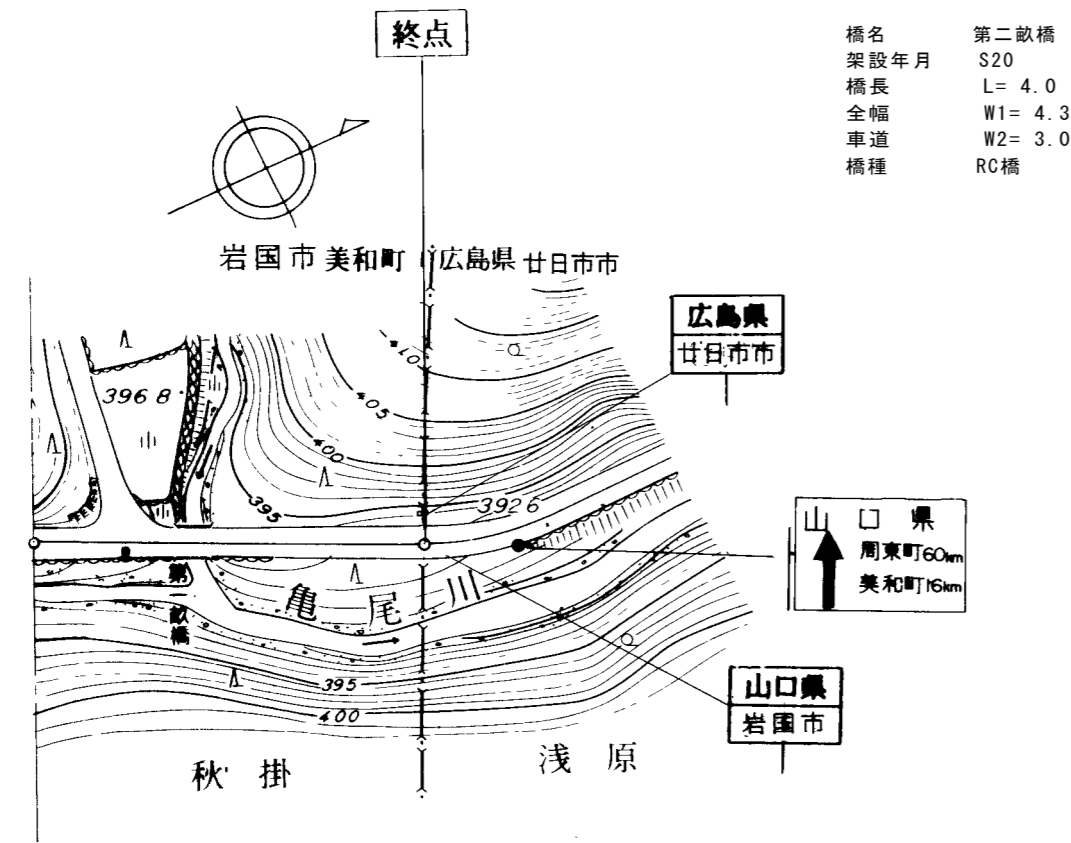 終点
橋名 第二畝橋
架設年月 S20
橋長 L= 4.0
全幅 W1= 4.3
車道 W2= 3.0
橋種 RC橋
岩国市 美和町 広島県 廿日市市
広島県
廿日市市
410
405
400
395
396 8
392 6
山口県
周東町60km
美和町16km
亀尾川
395
400
山口県
岩国市
秋掛
浅原